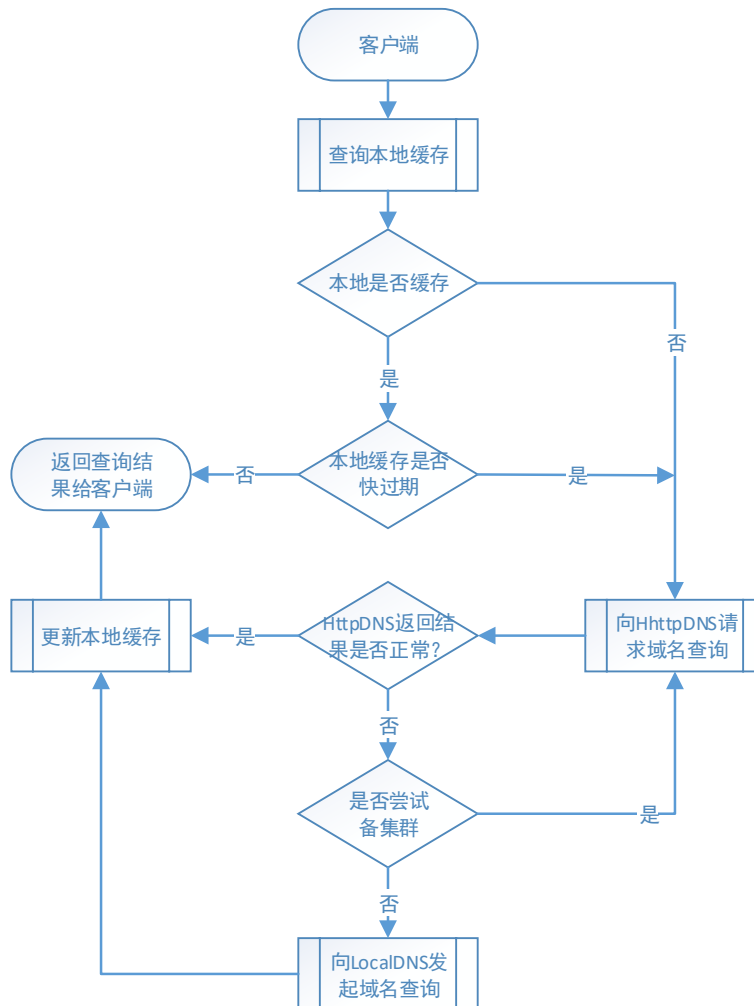 客户端
查询本地缓存
本地是否缓存
否
是
本地缓存是否
快过期
否
是
返回查询结
果给客户端
HttpDNS返回结
果是否正常?
是
更新本地缓存
向HhttpDNS请
求域名查询
否
是否尝试
备集群
是
否
向LocalDNS发
起域名查询